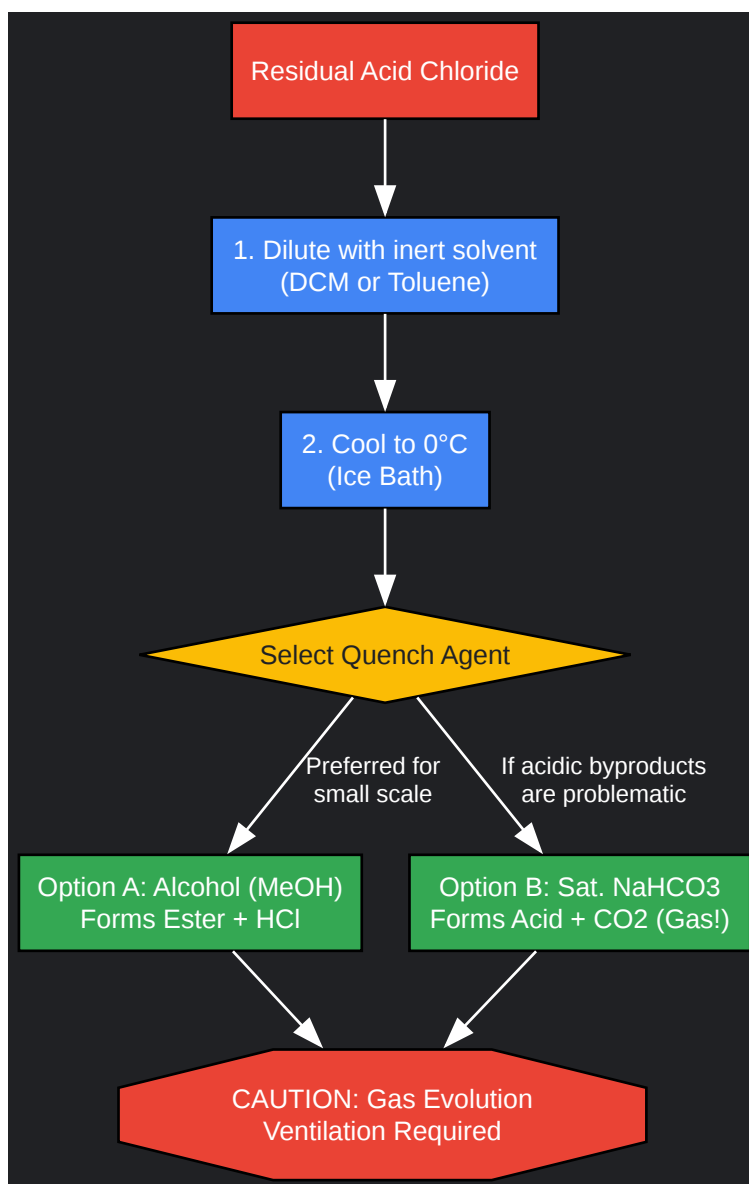 Residual Acid Chloride
1. Dilute with inert solvent
(DCM or Toluene)
2. Cool to 0°C
(Ice Bath)
Select Quench Agent
Preferred for
small scale
If acidic byproducts
are problematic
Option A: Alcohol (MeOH)
Forms Ester + HCl
Option B: Sat. NaHCO3
Forms Acid + CO2 (Gas!)
CAUTION: Gas Evolution
Ventilation Required